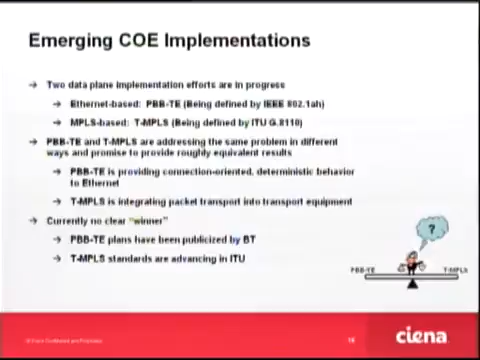 Emerging COE Implementations
Two data plane implementation efforts are in progress
Ethernet-based: PBB-TE (Being defined by IEEE 802.1ah)
MPLS-based: T-MPLS (Being defined by ITU G.8110)
PBB-TE and T-MPLS are addressing the same problem in different
ways and promise to provide roughly equivalent results
PBB-TE is providing connection-oriented, deterministic behavior
to Ethernet
T-MPLS is integrating packet transport into transport equipment
Currently no clear "winner"
PBB-TE plans have been publicized by BT
T-MPLS standards are advancing in ITU
?
PBB-TE
T-MPLS
ciena